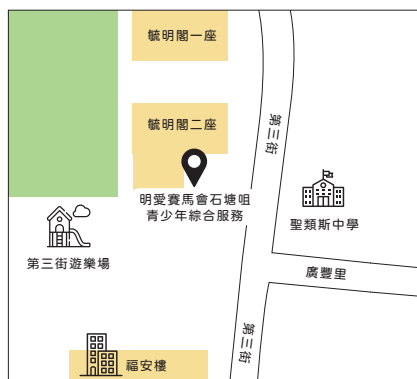 毓明閣一座
毓明閣二座
第三街
明愛賽馬會石塘咀
青少年綜合服務
聖類斯中學
第三街遊樂場
廣豐里
第三街
福安樓